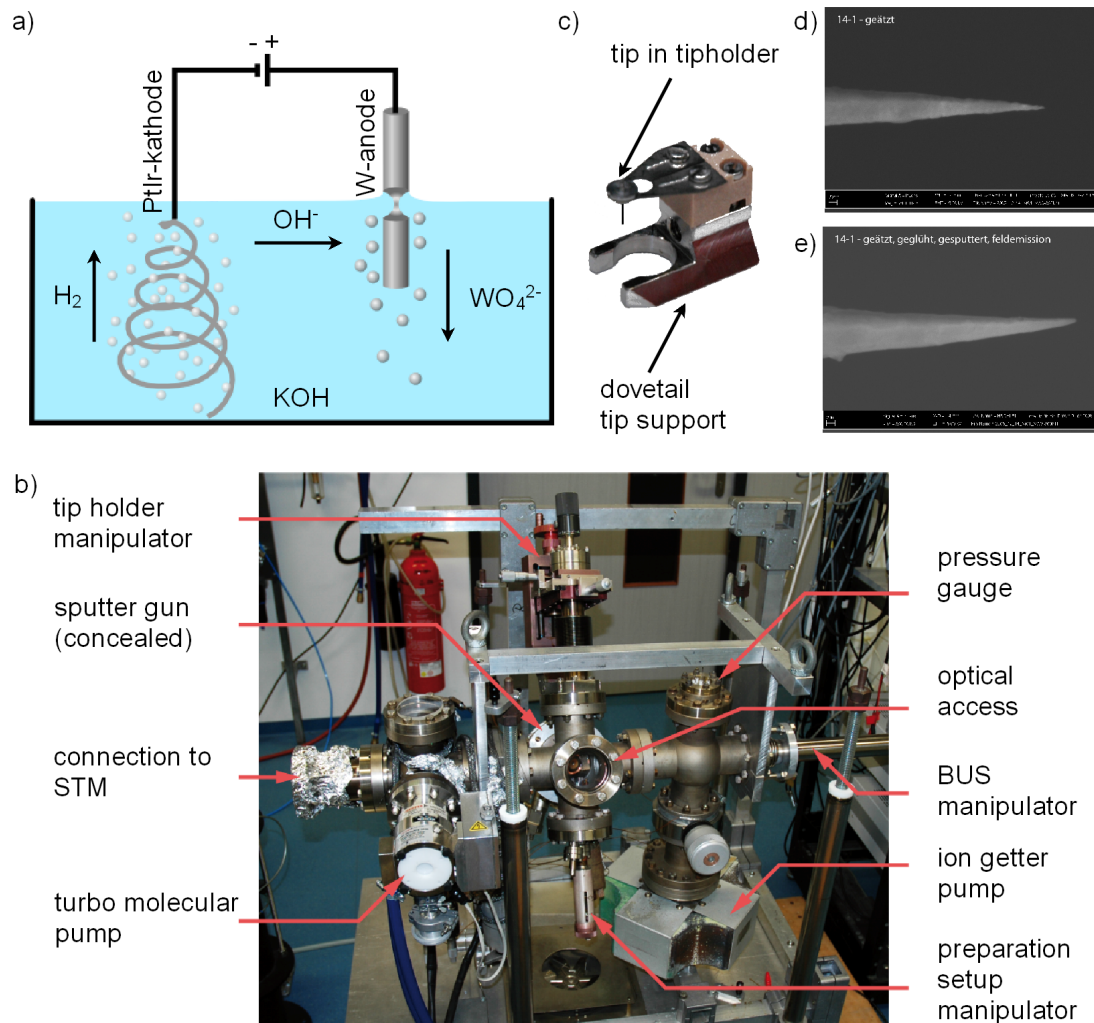 a)
- +
PtIr-kathode
W-anode
OH-
H2
WO4 2-
KOH
c)
tip in tipholder
dovetail
tip support
d)
14-1 - geätzt
e)
14-1 - geätzt, geglüht, gesputtert, feldemission
b)
tip holder
manipulator
sputter gun
(concealed)
connection to
STM
turbo molecular
pump
pressure
gauge
optical
access
BUS
manipulator
ion getter
pump
preparation
setup
manipulator